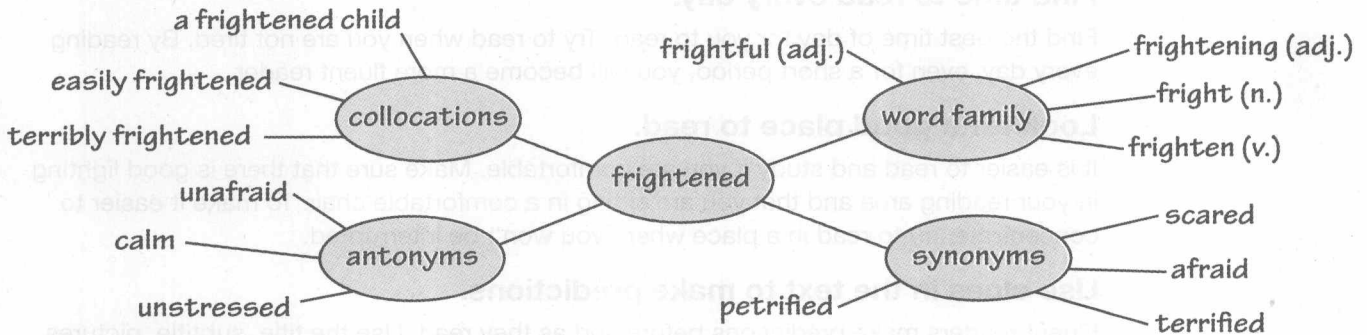 a frightened child
easily frightened
terribly frightened
collocations
frightful (adj.)
frightening (adj.)
fright (n.)
frighten (v.)
word family
frightened
unafraid
calm
unstressed
antonyms
synonyms
scared
afraid
terrified
petrified